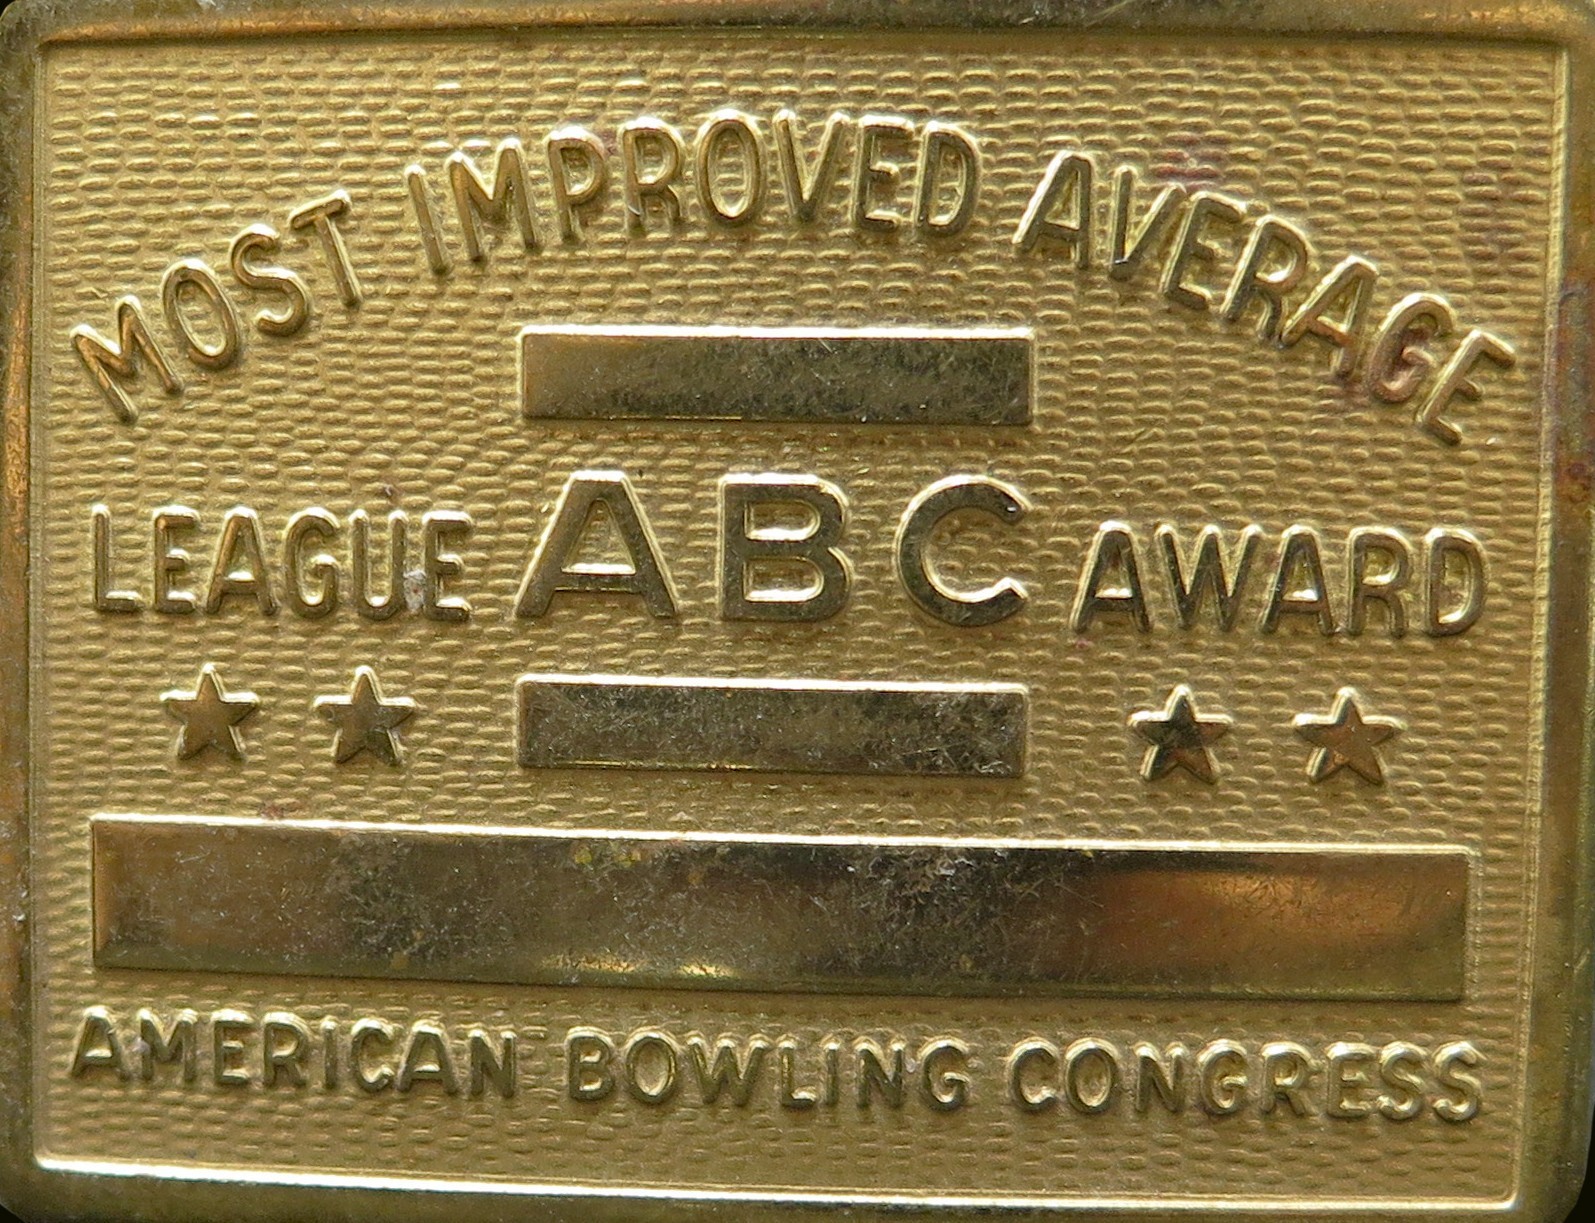 MOST IMPROVED AVERAGE
LEAGUE ABC AWARD
AMERICAN BOWLING CONGRESS